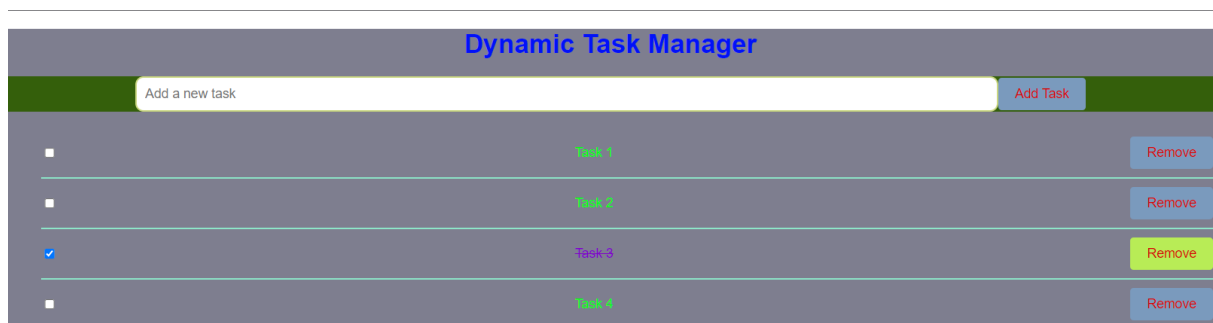 Dynamic Task Manager
Add a new task Add Task
Task 1 Remove
Task 2 Remove
Task 3 Remove
Task 4 Remove